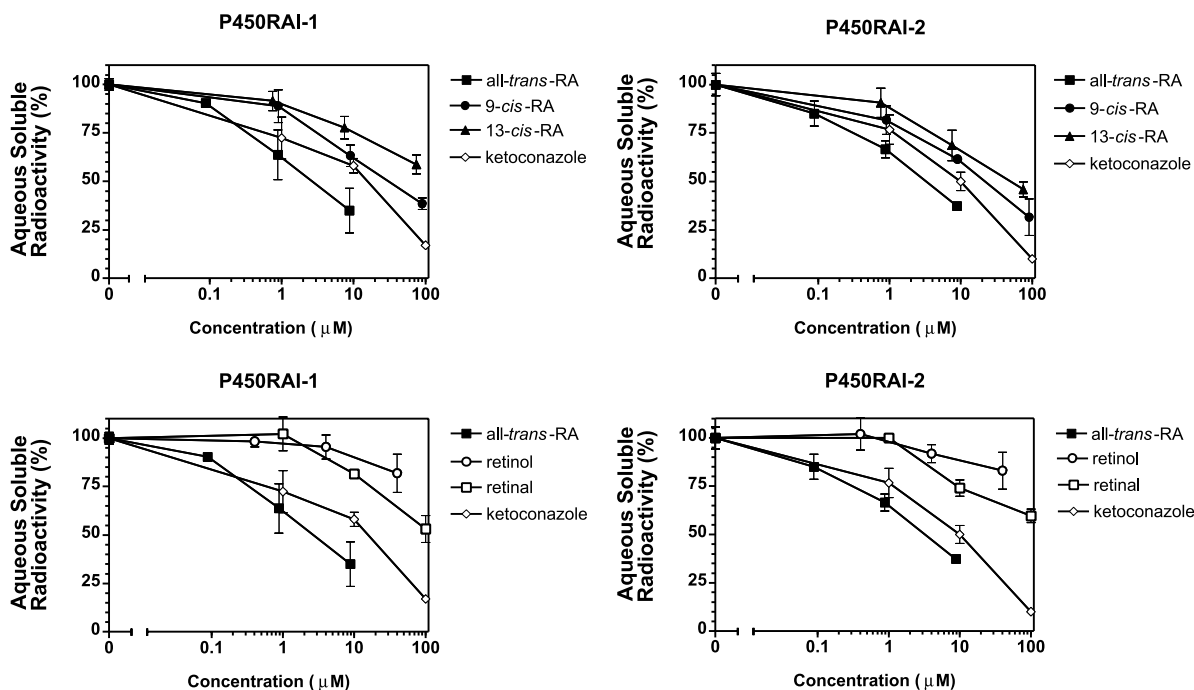 P450RAI-1
Aqueous Soluble
Radioactivity (%)
100
75
50
25
0
0
0.1
1
10
100
Concentration ( μM)
all-trans-RA
9-cis-RA
13-cis-RA
ketoconazole
P450RAI-2
Aqueous Soluble
Radioactivity (%)
100
75
50
25
0
0
0.1
1
10
100
Concentration ( μM)
all-trans-RA
9-cis-RA
13-cis-RA
ketoconazole
P450RAI-1
Aqueous Soluble
Radioactivity (%)
100
75
50
25
0
0
0.1
1
10
100
Concentration ( μM)
all-trans-RA
retinol
retinal
ketoconazole
P450RAI-2
Aqueous Soluble
Radioactivity (%)
100
75
50
25
0
0
0.1
1
10
100
Concentration ( μM)
all-trans-RA
retinol
retinal
ketoconazole